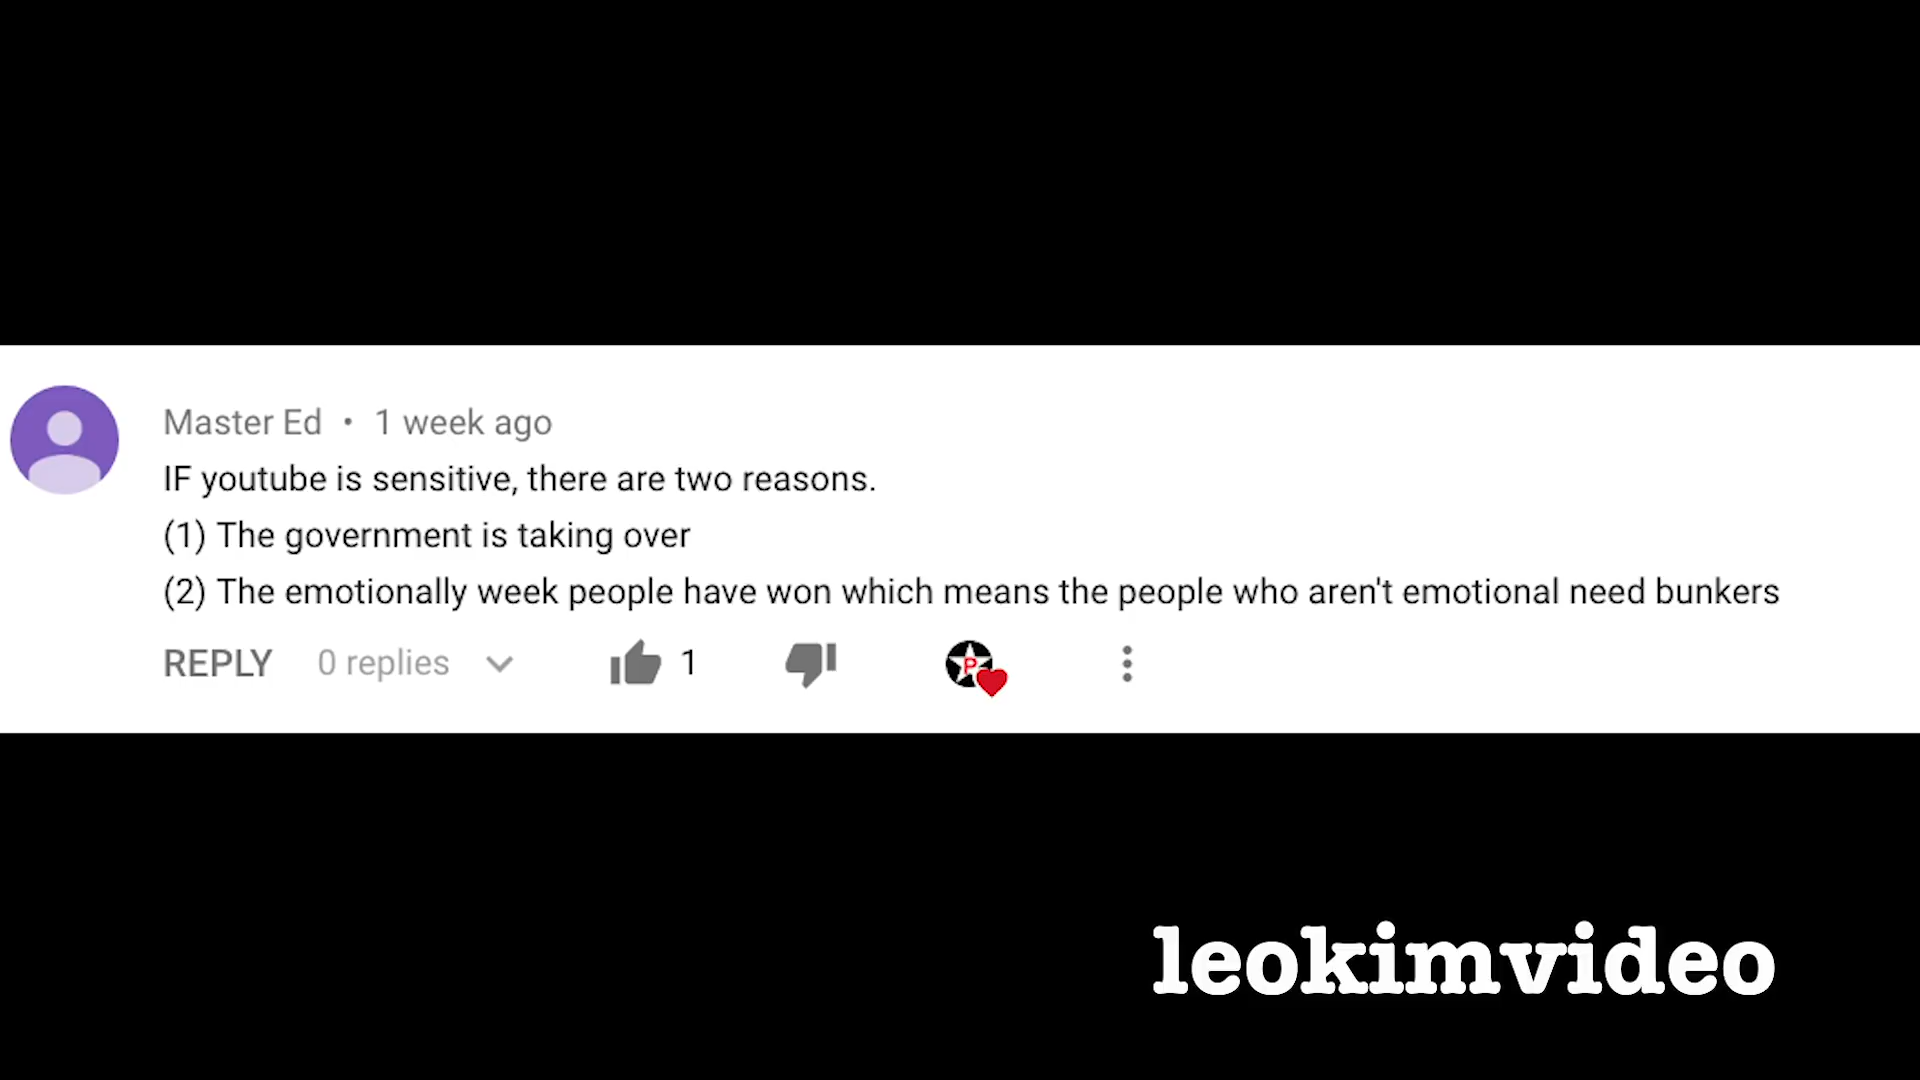 Master Ed • 1 week ago
IF youtube is sensitive, there are two reasons.
(1) The government is taking over
(2) The emotionally week people have won which means the people who aren't emotional need bunkers
REPLY 0 replies 1
P
leokimvideo